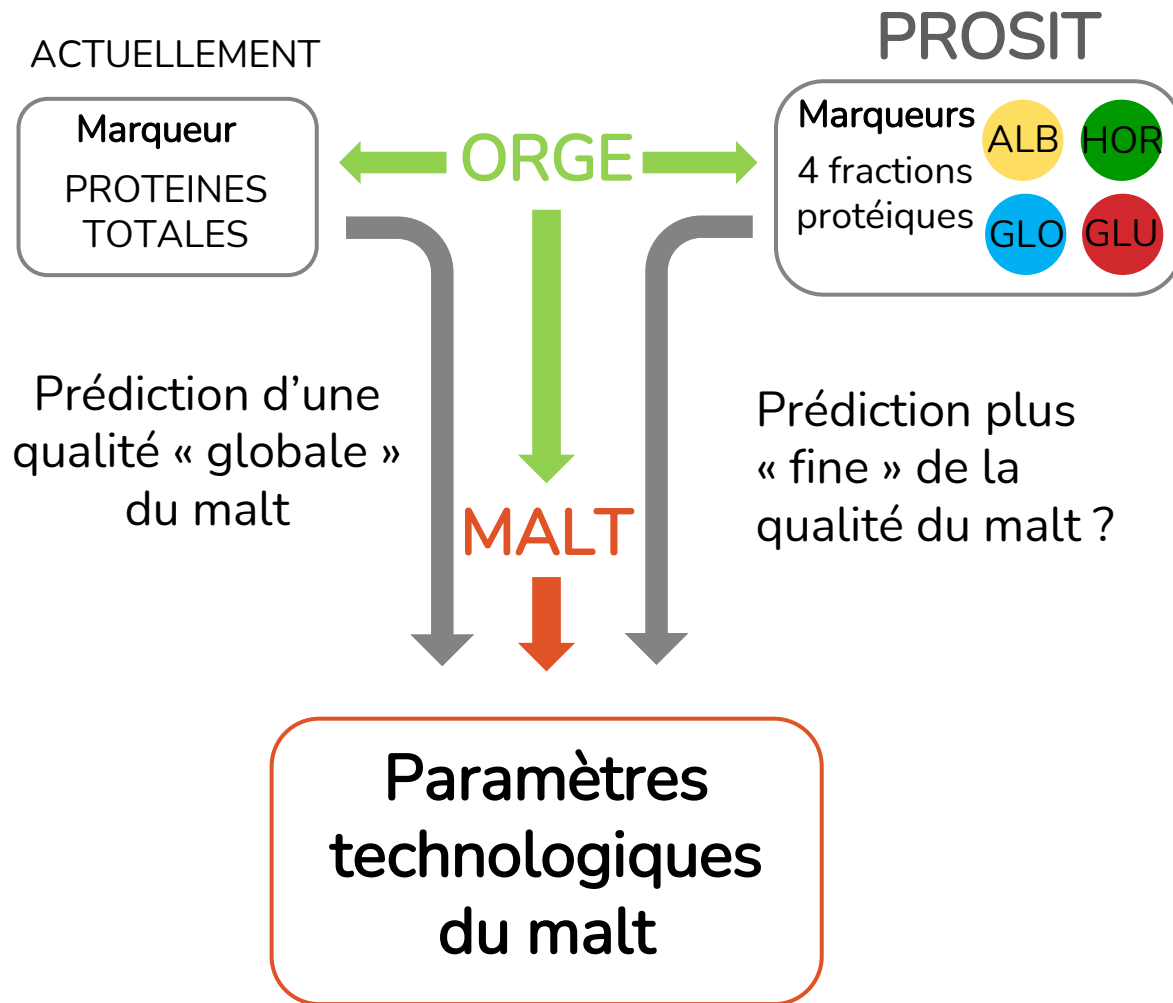 ACTUELLEMENT
Marqueur
PROTEINES
TOTALES
ORGE
PROSIT
Marqueurs
4 fractions
protéiques
ALB
HOR
GLO
GLU
Prédiction d’une
qualité « globale »
du malt
MALT
Prédiction plus
« fine » de la
qualité du malt ?
Paramètres
technologiques
du malt